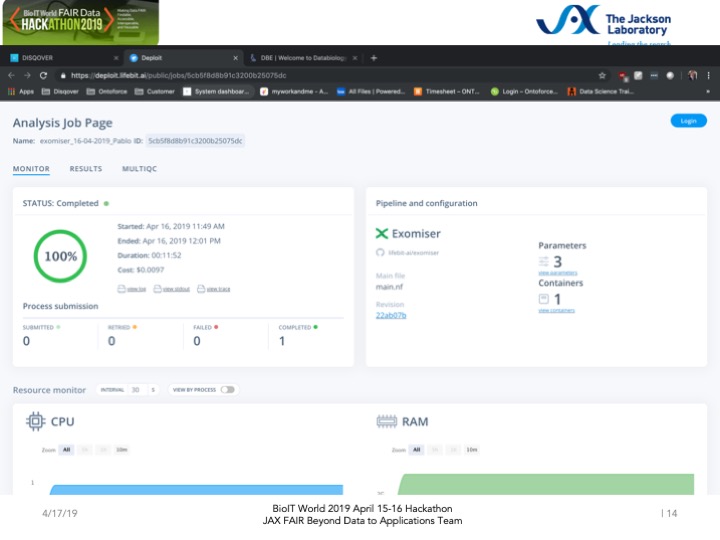 BioIT World FAIR Data
HACKATHON2019
The Jackson
Laboratory
Leading the search
DISQOVER
Deploit
DBE | Welcome to Databiology
https://deploit.lifebit.ai/public/jobs/5cb5f8d8b91c3200b25075dc
Apps Disqover Ontoforce Customer System dashboar... myworkandme - A... All Files | Powered... Timesheet – ONT... Login – Ontoforce... Data Science Trai...
Analysis Job Page
Login
Name: exomiser_16-04-2019_Pablo ID: 5cb5f8d8b91c3200b25075dc
MONITOR RESULTS MULTIQC
STATUS: Completed
100%
Started: Apr 16, 2019 11:49 AM
Ended: Apr 16, 2019 12:01 PM
Duration: 00:11:52
Cost: $0.0097
view log view stdout view trace
Process submission
SUBMITTED RETRIED FAILED COMPLETED
0 0 0 1
Pipeline and configuration
Exomiser
lifebit-ai/exomiser
Main file
main.nf
Revision
22ab07b
Parameters
3
view parameters
Containers
1
view containers
Resource monitor INTERVAL 30 s VIEW BY PROCESS
CPU
Zoom All 10m
1
RAM
Zoom All 10m
4/17/19
BioIT World 2019 April 15-16 Hackathon
JAX FAIR Beyond Data to Applications Team
| 14